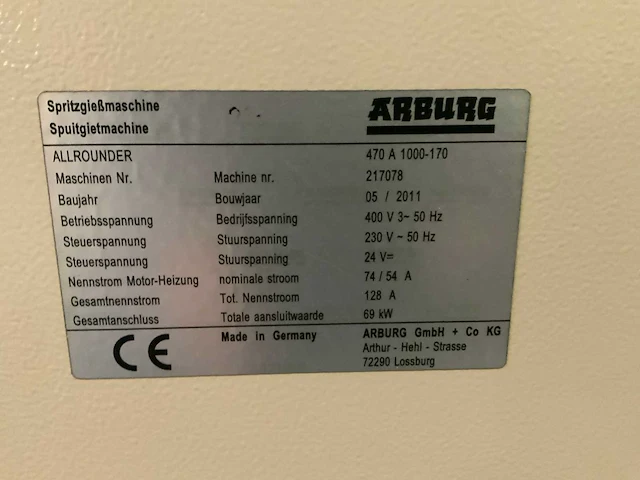 Spritzgießmaschine
Spuitgietmachine
ARBURG
ALLROUNDER 470 A 1000-170
Maschinen Nr. Machine nr. 217078
Baujahr Bouwjaar 05 / 2011
Betriebsspannung Bedrijfsspanning 400 V 3~ 50 Hz
Steuerspannung Stuurspanning 230 V ~ 50 Hz
Steuerspannung Stuurspanning 24 V=
Nennstrom Motor-Heizung nominale stroom 74 / 54 A
Gesamtnennstrom Tot. Nennstroom 128 A
Gesamtanschluss Totale aansluitwaarde 69 kW
CE Made in Germany ARBURG GmbH + Co KG
Arthur - Hehl - Strasse
72290 Lossburg